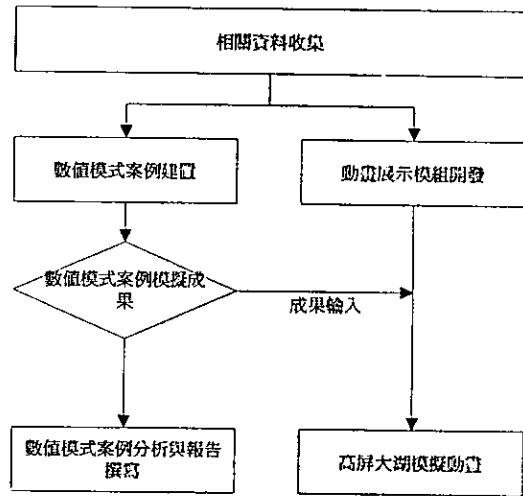 相關資料收集
數值模式案例建置
動畫展示模組開發
數值模式案例模擬成
果
成果輸入
數值模式案例分析與報告
撰寫
高屏大湖模擬動畫